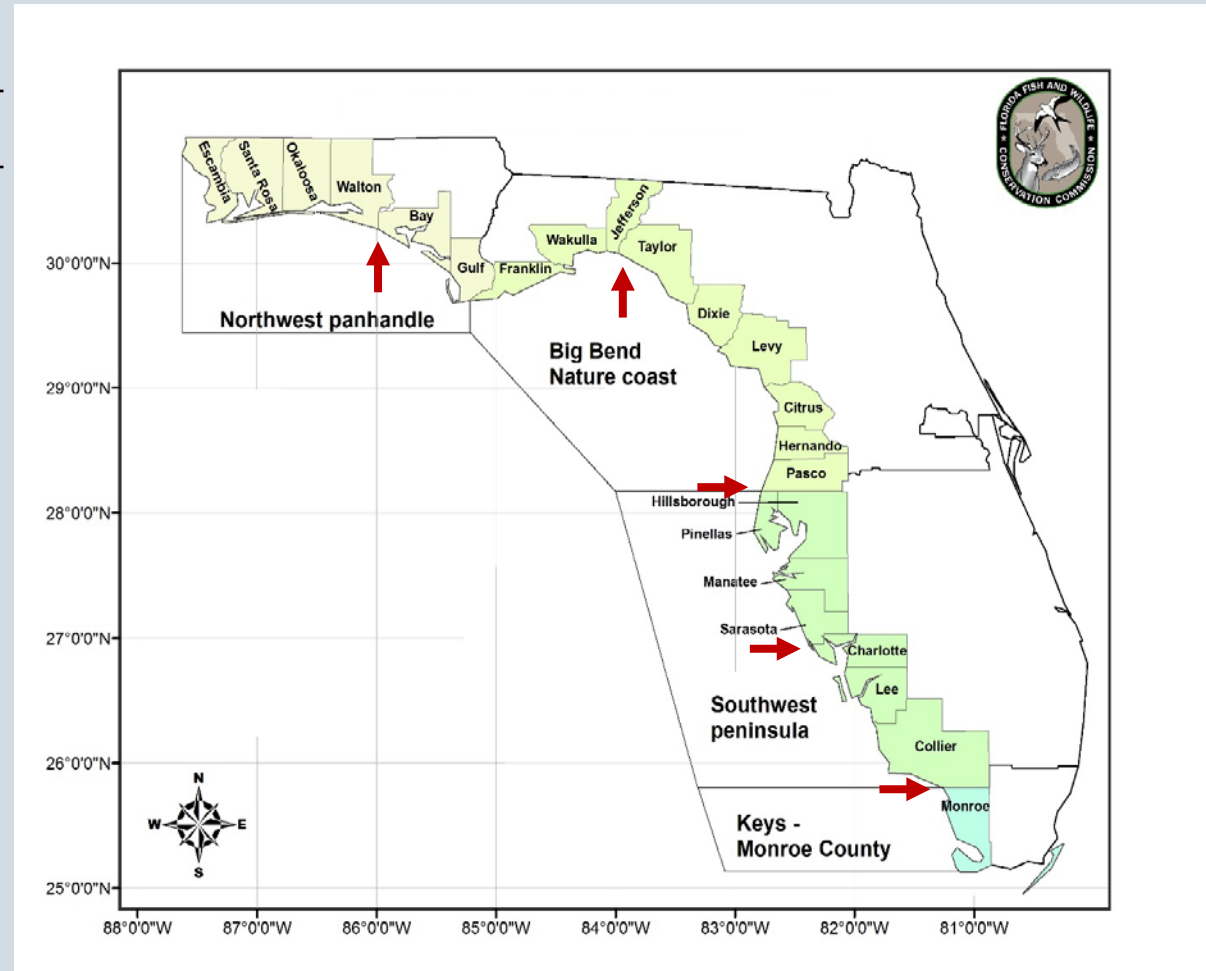 FLORIDA FISH AND WILDLIFE
CONSERVATION COMMISSION
Escambia
Santa Rosa
Okaloosa
Walton
Bay
Gulf
Franklin
Wakulla
Jefferson
Taylor
Dixie
Levy
Citrus
Hernando
Pasco
Hillsborough
Pinellas
Manatee
Sarasota
Charlotte
Lee
Collier
Monroe
Northwest panhandle
Big Bend
Nature coast
Southwest
peninsula
Keys -
Monroe County
N
W
E
S
30°0'0"N
29°0'0"N
28°0'0"N
27°0'0"N
26°0'0"N
25°0'0"N
88°0'0"W
87°0'0"W
86°0'0"W
85°0'0"W
84°0'0"W
83°0'0"W
82°0'0"W
81°0'0"W